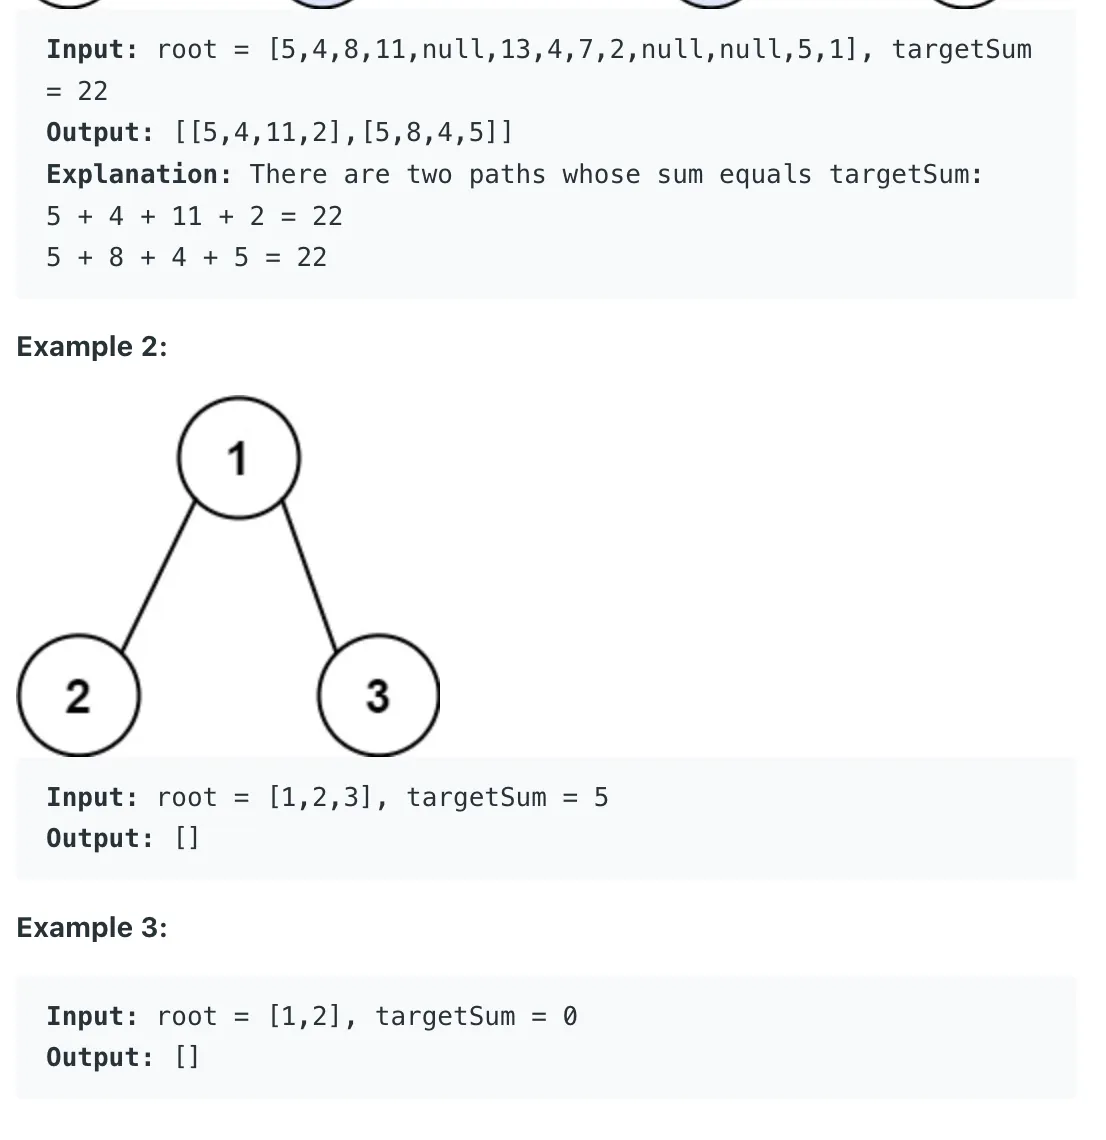 Input: root = [5,4,8,11,null,13,4,7,2,null,null,5,1], targetSum
= 22
Output: [[5,4,11,2],[5,8,4,5]]
Explanation: There are two paths whose sum equals targetSum:
5 + 4 + 11 + 2 = 22
5 + 8 + 4 + 5 = 22
Example 2:
1
2 3
Input: root = [1,2,3], targetSum = 5
Output: []
Example 3:
Input: root = [1,2], targetSum = 0
Output: []